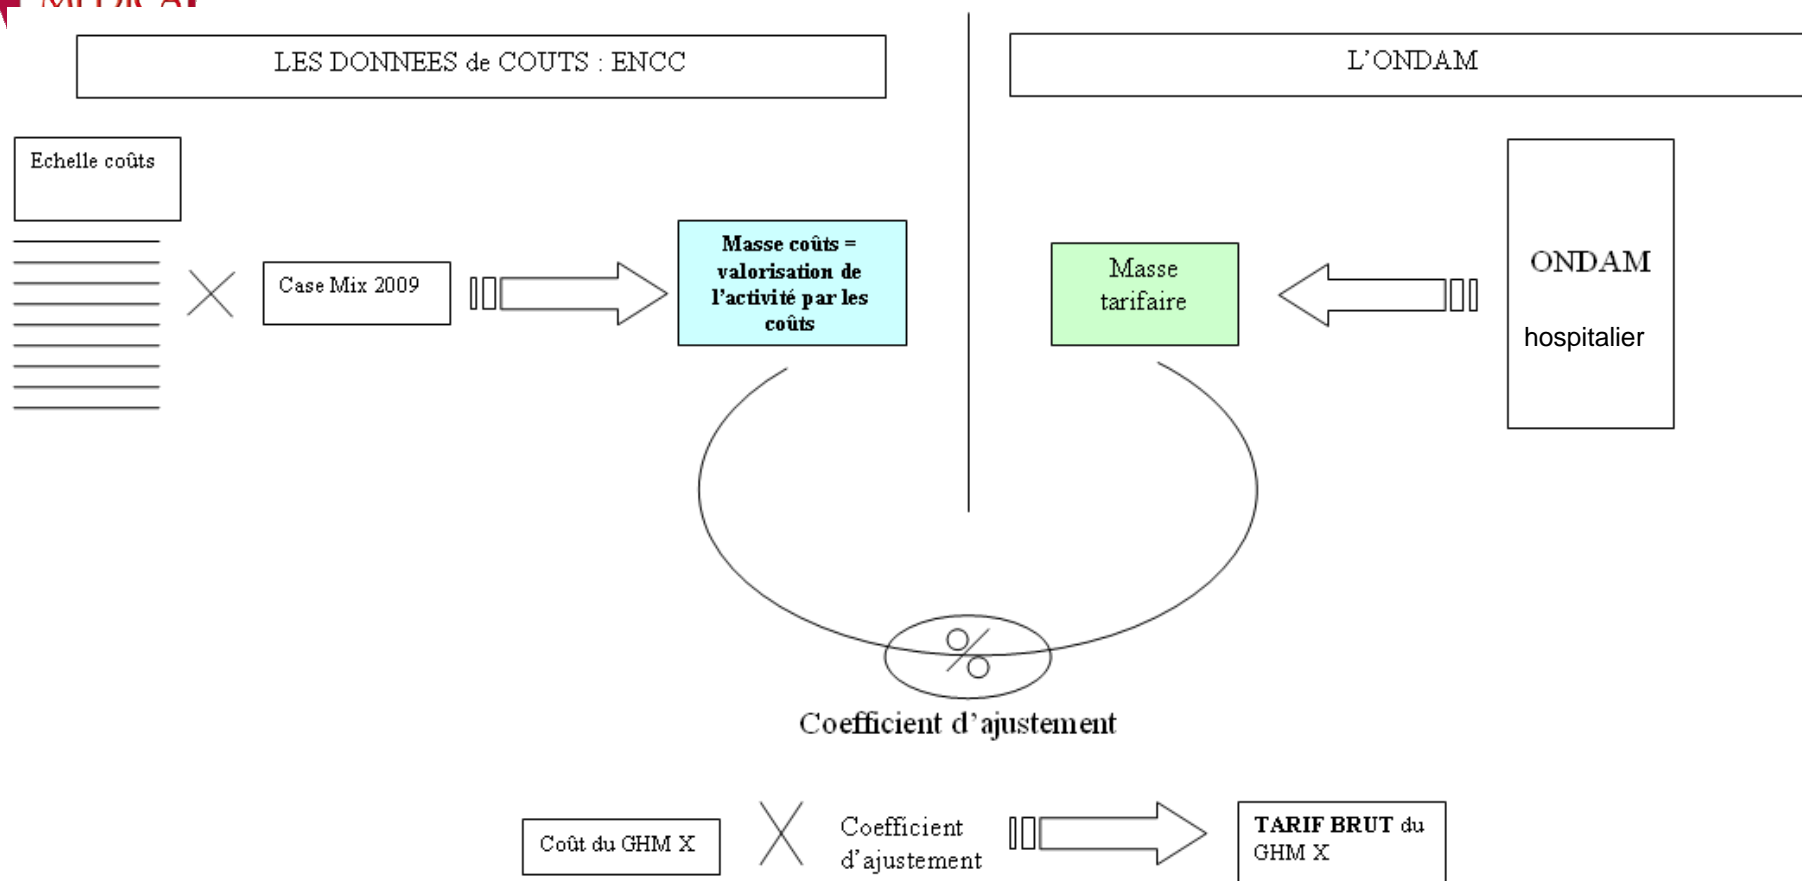 LES DONNEES de COUTS : ENCC
L'ONDAM
Echelle coûts
Case Mix 2009
Masse coûts =
valorisation de
l'activité par les
coûts
Masse
tarifaire
ONDAM
hospitalier
%
Coefficient d'ajustement
Coût du GHM X
Coefficient
d'ajustement
TARIF BRUT du
GHM X